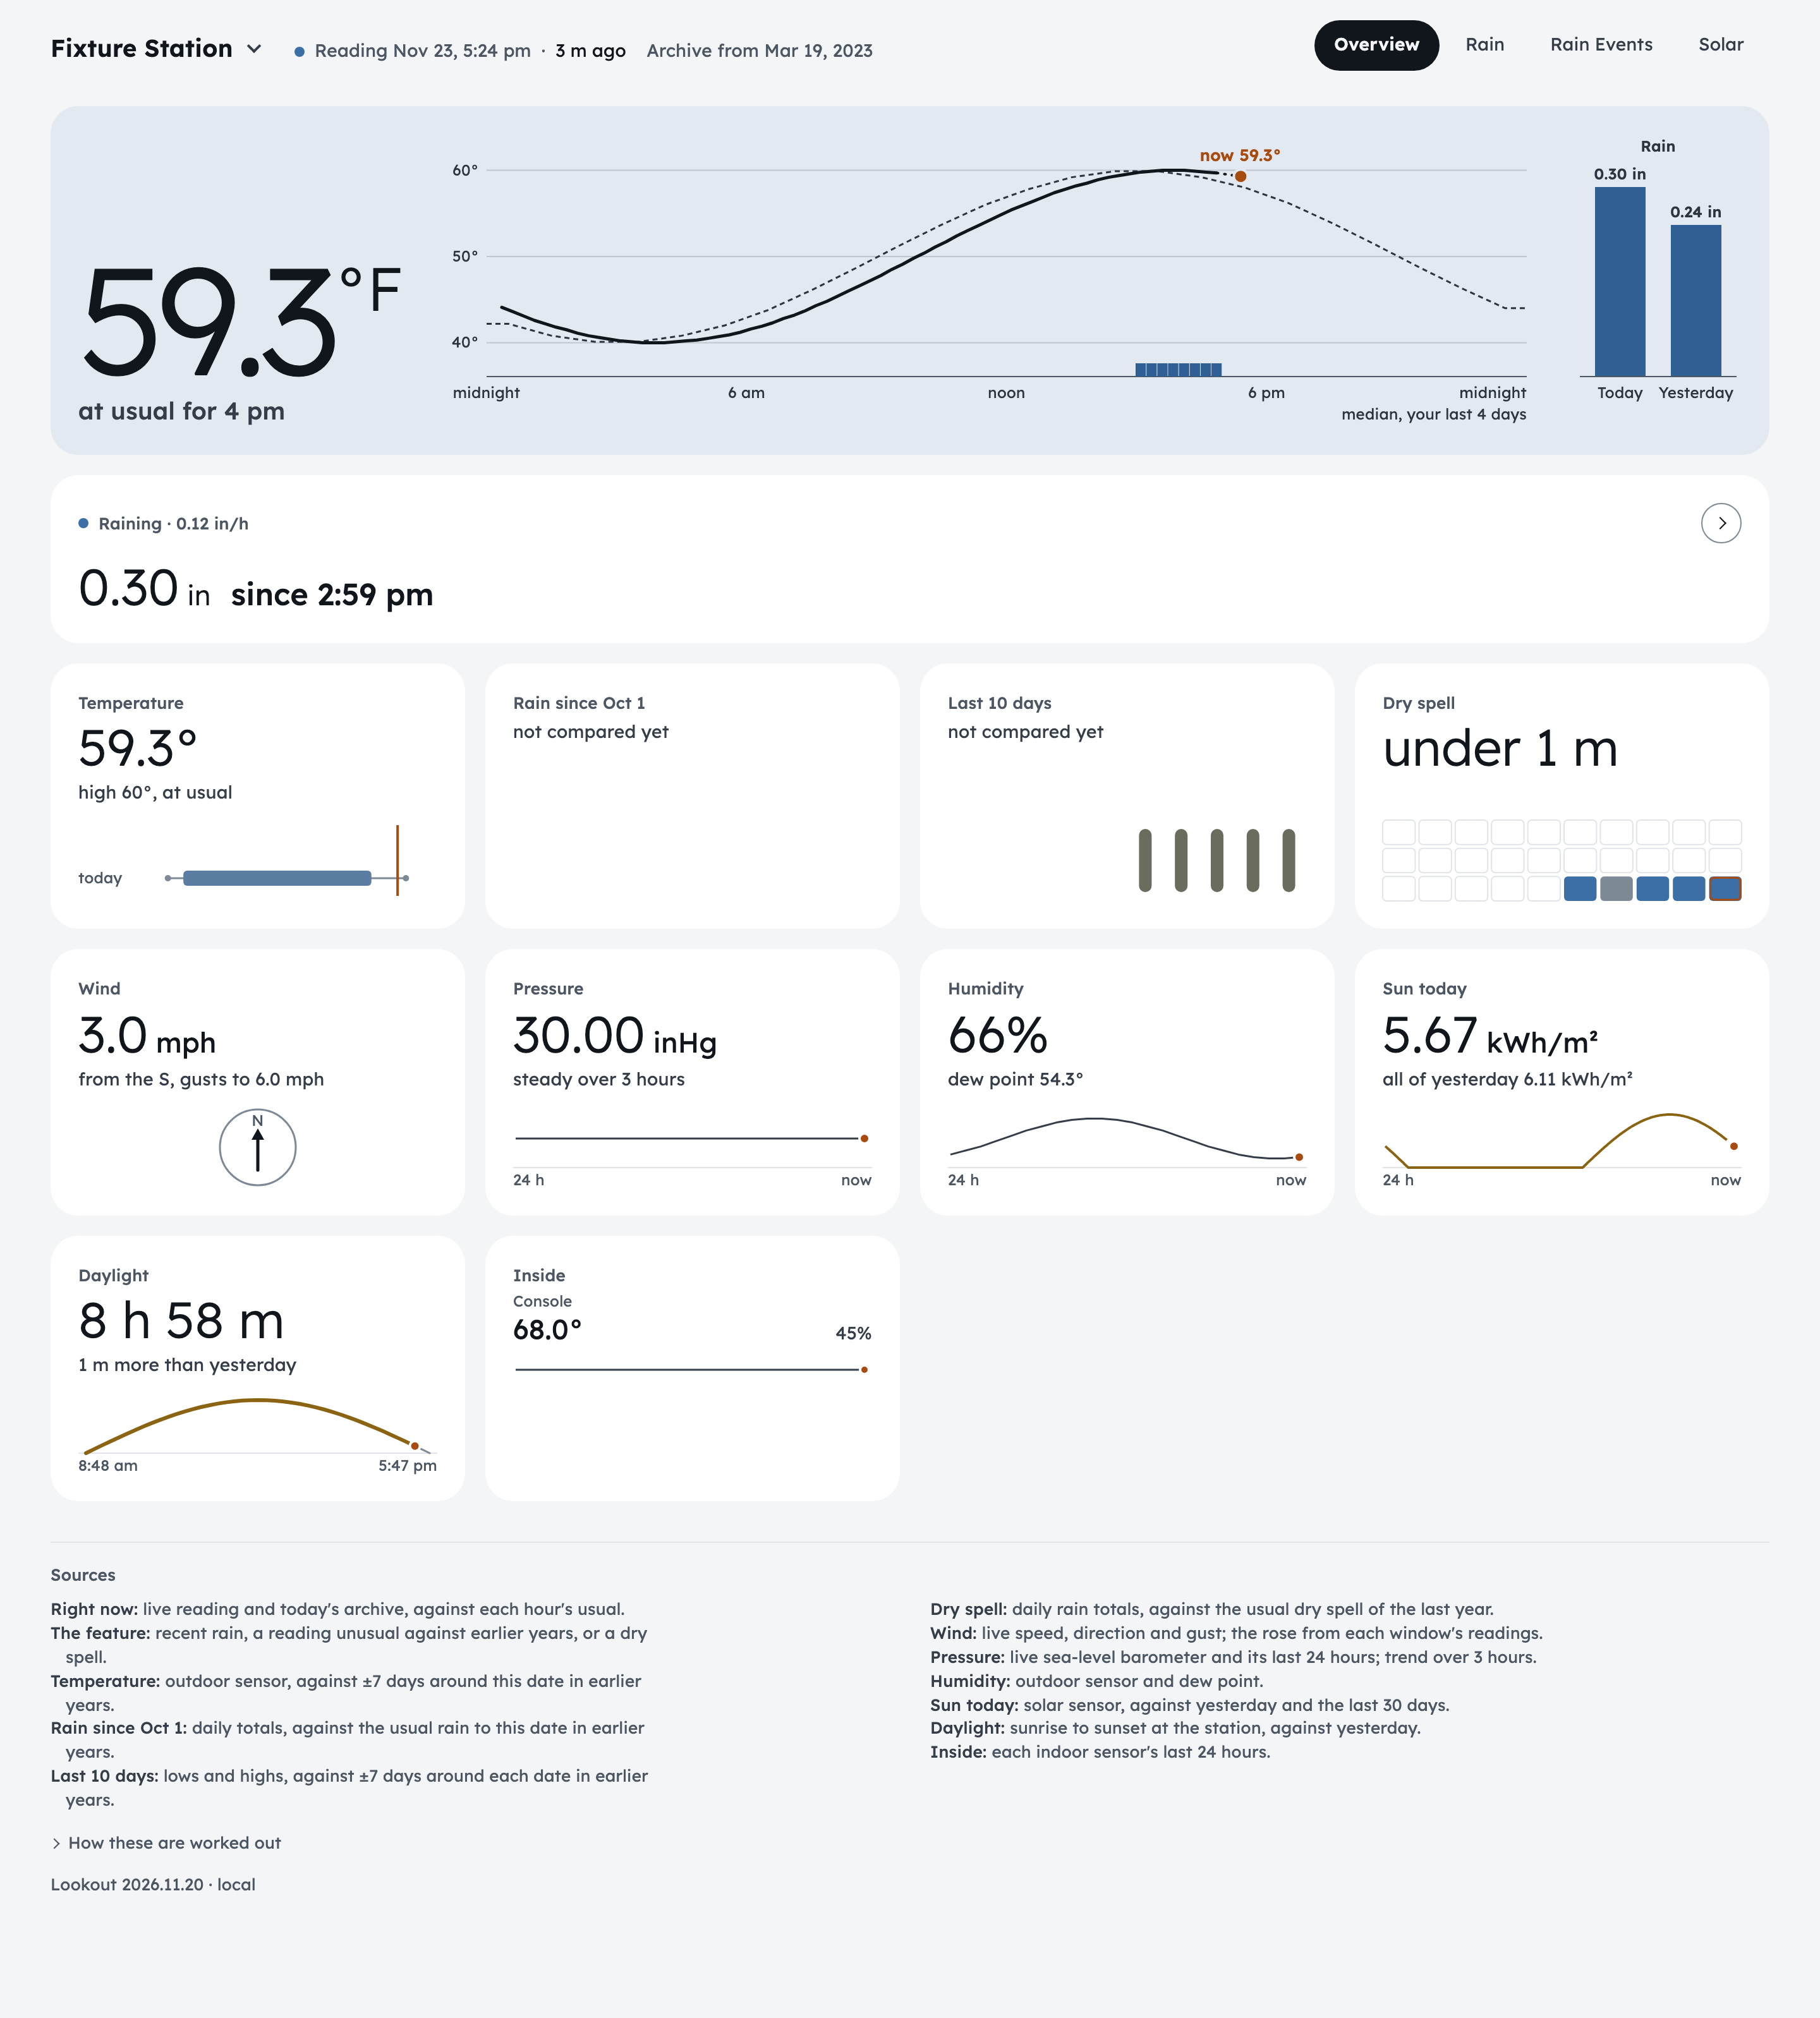 Fixture Station
Reading Nov 23, 5:24 pm · 3 m ago Archive from Mar 19, 2023
Overview Rain Rain Events Solar
59.3°F
at usual for 4 pm
now 59.3°
60°
50°
40°
midnight 6 am noon 6 pm midnight
median, your last 4 days
Rain
0.30 in
0.24 in
Today Yesterday
Raining · 0.12 in/h
0.30 in since 2:59 pm
Temperature
59.3°
high 60°, at usual
today
Rain since Oct 1
not compared yet
Last 10 days
not compared yet
Dry spell
under 1 m
Wind
3.0 mph
from the S, gusts to 6.0 mph
N
Pressure
30.00 inHg
steady over 3 hours
24 h now
Humidity
66%
dew point 54.3°
24 h now
Sun today
5.67 kWh/m²
all of yesterday 6.11 kWh/m²
24 h now
Daylight
8 h 58 m
1 m more than yesterday
8:48 am 5:47 pm
Inside
Console
68.0° 45%
Sources
Right now: live reading and today's archive, against each hour's usual.
The feature: recent rain, a reading unusual against earlier years, or a dry
spell.
Temperature: outdoor sensor, against ±7 days around this date in earlier
years.
Rain since Oct 1: daily totals, against the usual rain to this date in earlier
years.
Last 10 days: lows and highs, against ±7 days around each date in earlier
years.
Dry spell: daily rain totals, against the usual dry spell of the last year.
Wind: live speed, direction and gust; the rose from each window's readings.
Pressure: live sea-level barometer and its last 24 hours; trend over 3 hours.
Humidity: outdoor sensor and dew point.
Sun today: solar sensor, against yesterday and the last 30 days.
Daylight: sunrise to sunset at the station, against yesterday.
Inside: each indoor sensor's last 24 hours.
How these are worked out
Lookout 2026.11.20 · local